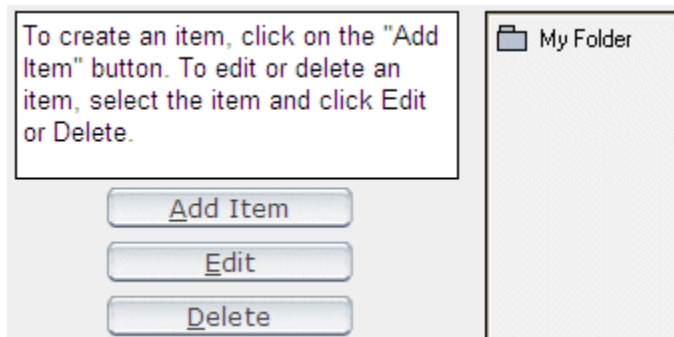 To create an item, click on the "Add
Item" button. To edit or delete an
item, select the item and click Edit
or Delete.
My Folder
Add Item
Edit
Delete